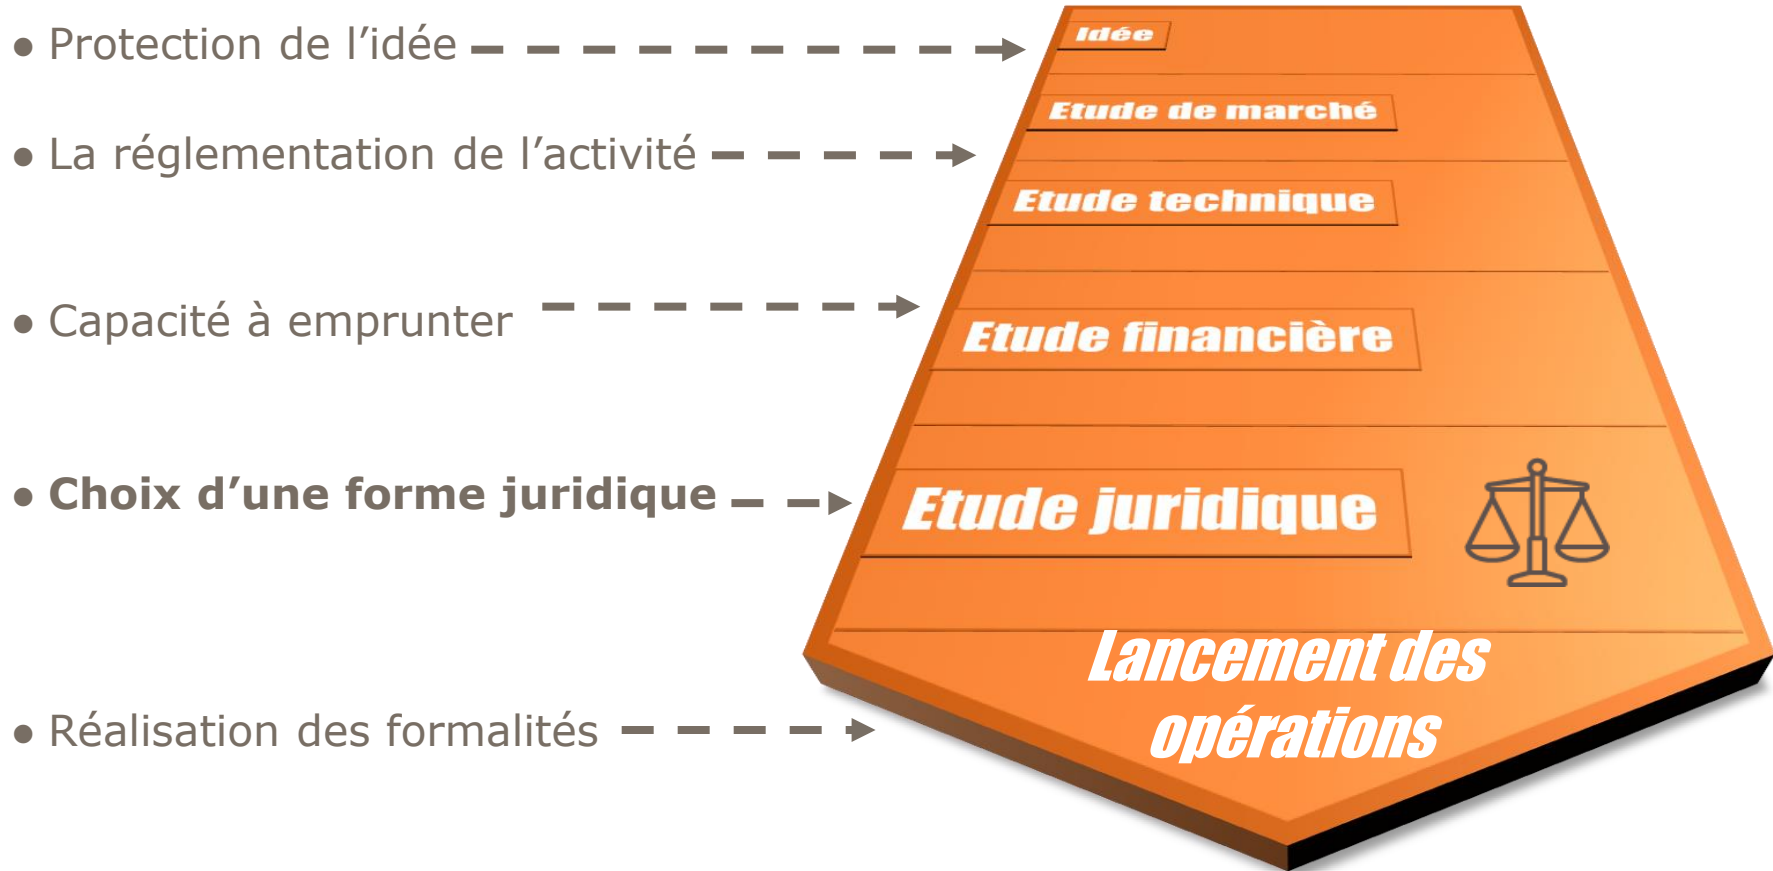 ● Protection de l’idée
Idée
Etude de marché
● La réglementation de l’activité
Etude technique
● Capacité à emprunter
Etude financière
● Choix d’une forme juridique
Etude juridique
Lancement des
opérations
● Réalisation des formalités